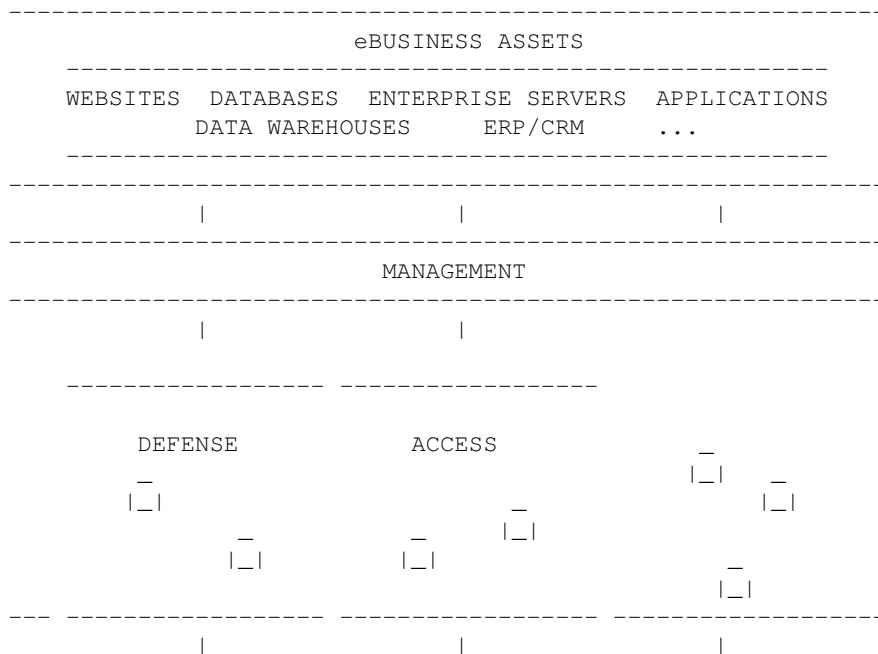 eBUSINESS ASSETS
WEBSITES DATABASES ENTERPRISE SERVERS APPLICATIONS
DATA WAREHOUSES ERP/CRM ...
MANAGEMENT
DEFENSE ACCESS